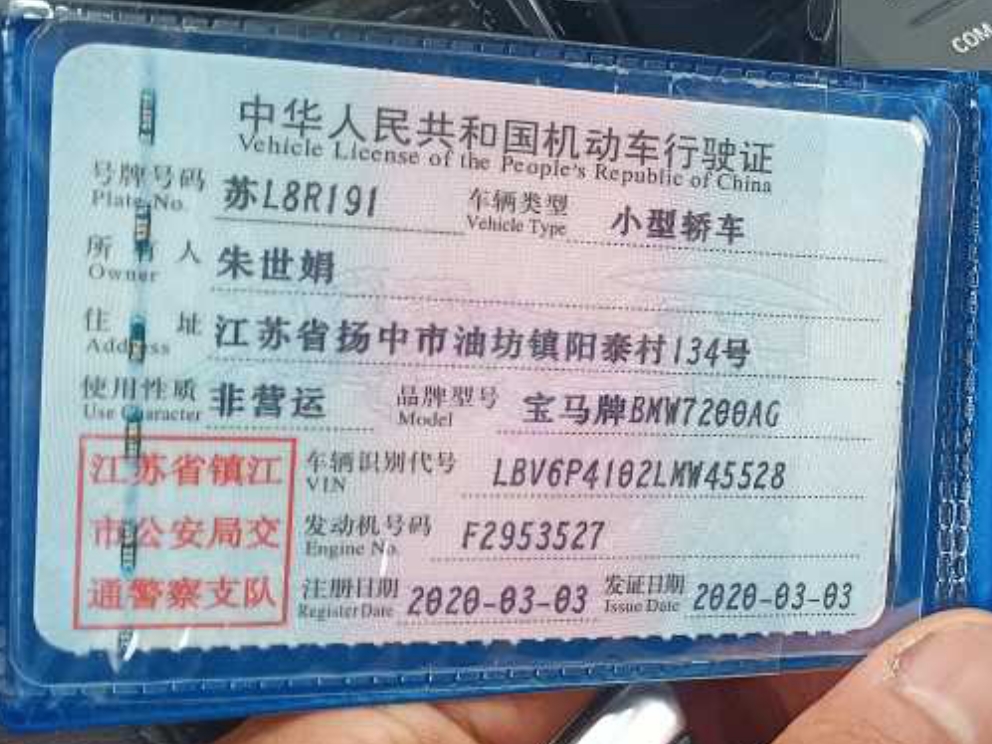 COM
中华人民共和国机动车行驶证
Vehicle License of the People's Republic of China
号牌号码 苏L8R191 车辆类型 小型轿车
Plate No. Vehicle Type
所有人 朱世娟
Owner
住址 江苏省扬中市油坊镇阳泰村134号
Address
使用性质 非营运 品牌型号 宝马牌BMW7200AG
Use Character Model
江苏省镇江
市公安局交
通警察支队
车辆识别代号 LBV6P4102LMW45528
VIN
发动机号码 F2953527
Engine No.
注册日期 2020-03-03 发证日期 2020-03-03
Register Date Issue Date